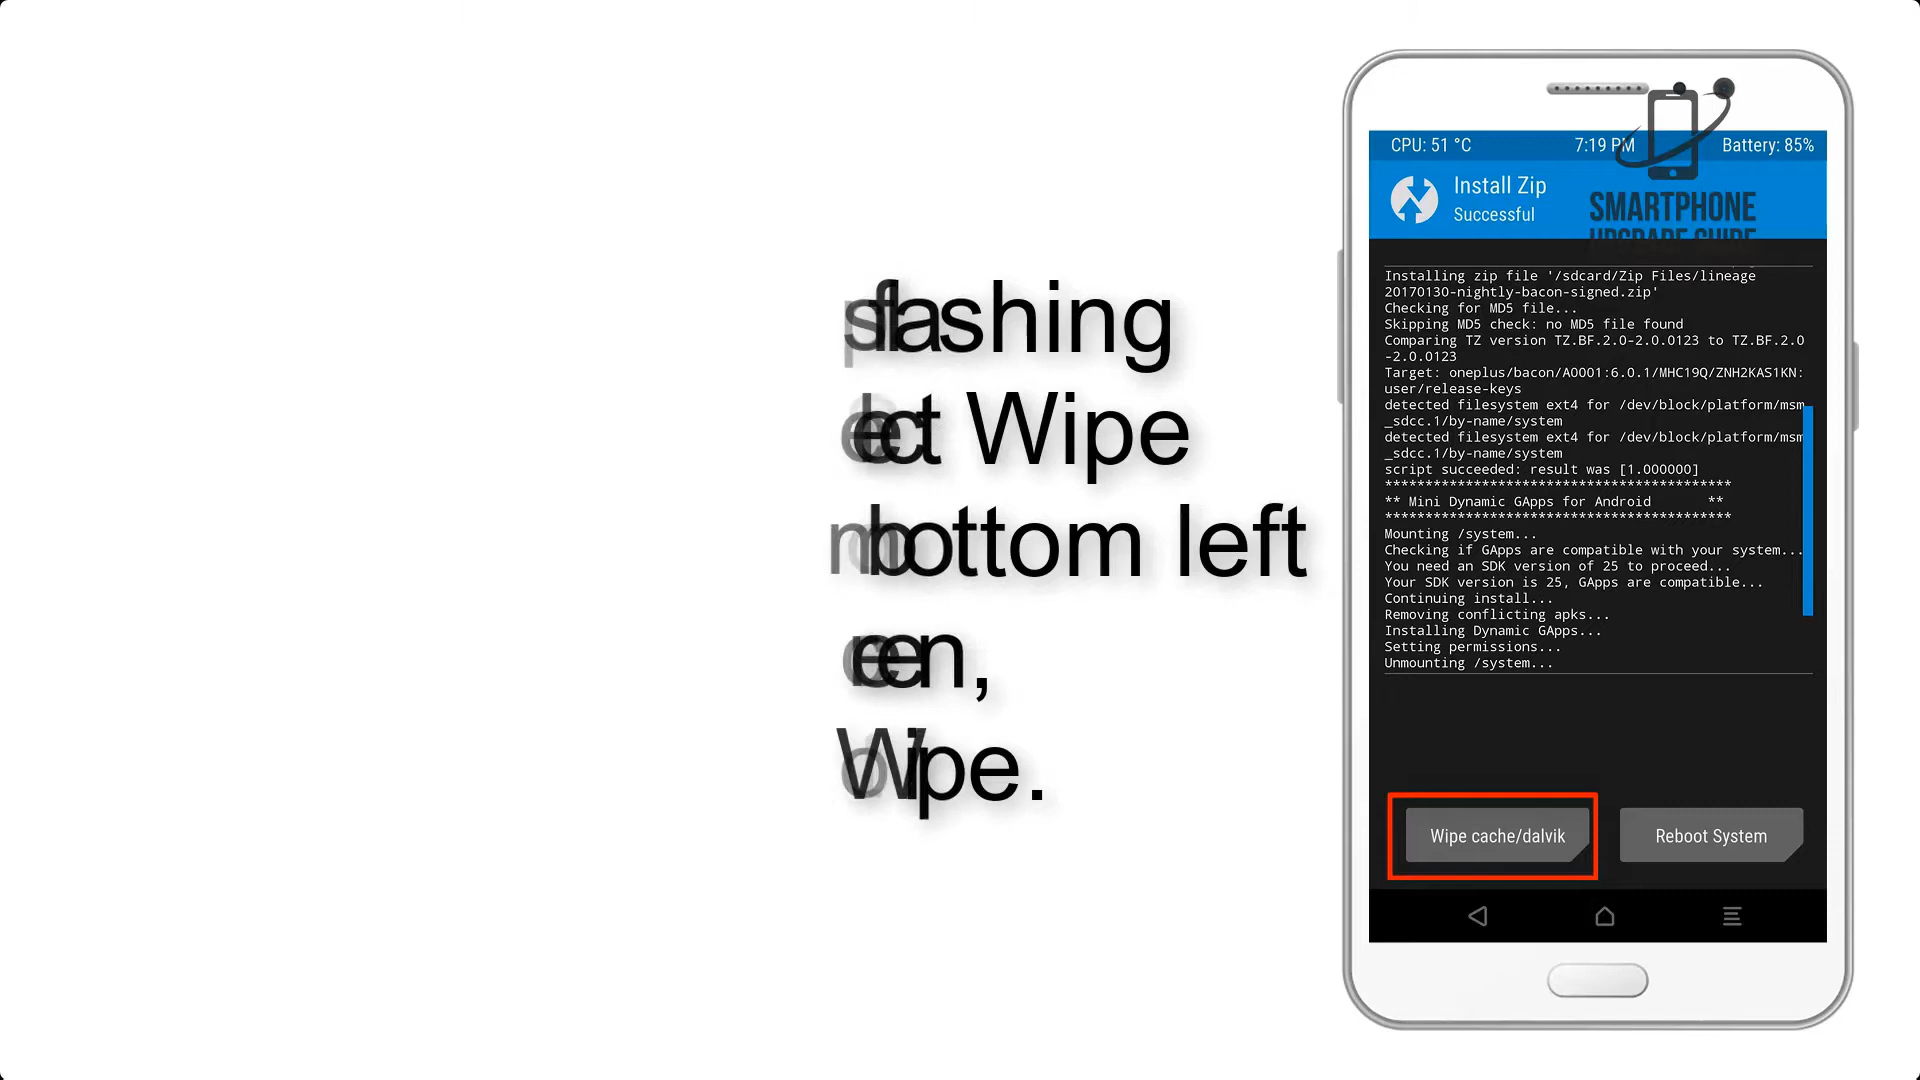 flashing
Wipe
bottom left
Wipe.
CPU: 51 °C
7:19 PM
Battery: 85%
Install Zip
Successful
SMARTPHONE
UPGRADE GUIDE
Installing zip file '/sdcard/Zip Files/lineage
20170130-nightly-bacon-signed.zip'
Checking for MD5 file...
Skipping MD5 check: no MD5 file found
Comparing TZ version TZ.BF.2.0-2.0.0123 to TZ.BF.2.0
-2.0.0123
Target: oneplus/bacon/A0001:6.0.1/MHC19Q/ZNH2KAS1KN:
user/release-keys
detected filesystem ext4 for /dev/block/platform/msm
_sdcc.1/by-name/system
detected filesystem ext4 for /dev/block/platform/msm
_sdcc.1/by-name/system
script succeeded: result was [1.000000]
*******************************************
** Mini Dynamic GApps for Android **
*******************************************
Mounting /system...
Checking if GApps are compatible with your system...
You need an SDK version of 25 to proceed...
Your SDK version is 25, GApps are compatible...
Continuing install...
Removing conflicting apks...
Installing Dynamic GApps...
Setting permissions...
Unmounting /system...
Wipe cache/dalvik
Reboot System